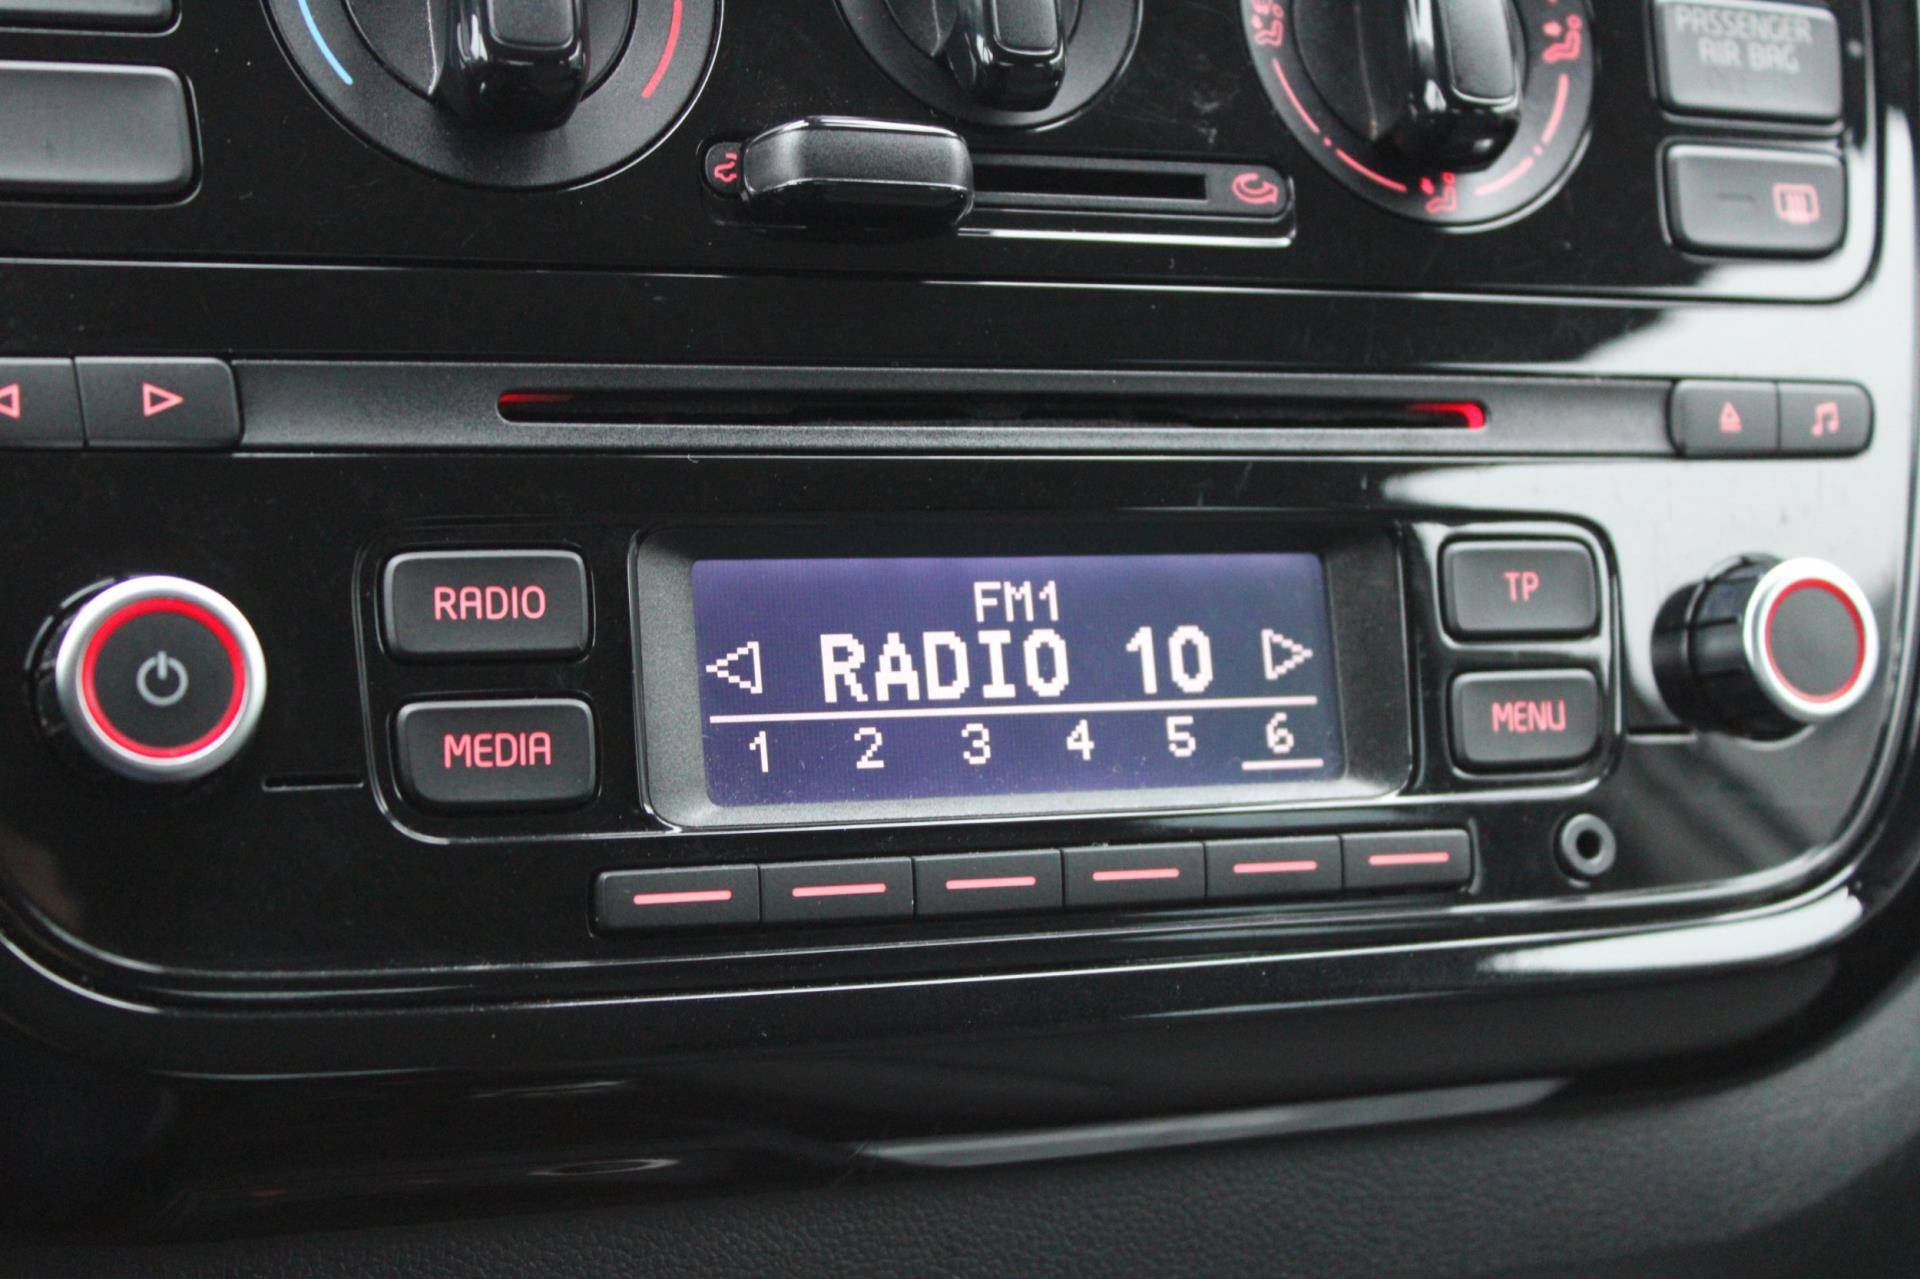 PASSENGER
AIR BAG
RADIO
MEDIA
FM1
RADIO 10
1 2 3 4 5 6
TP
MENU